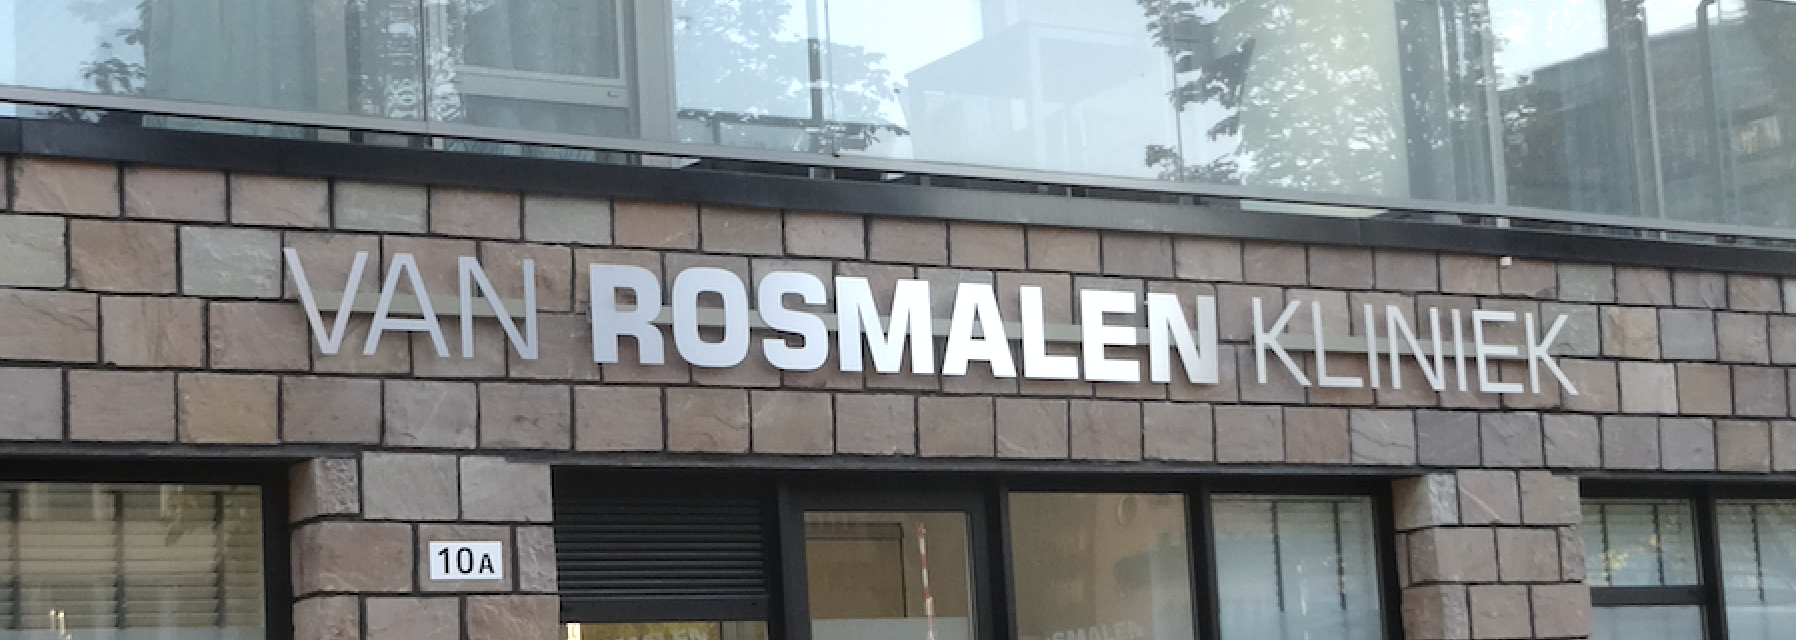 VAN ROSMALEN KLINIEK
10A